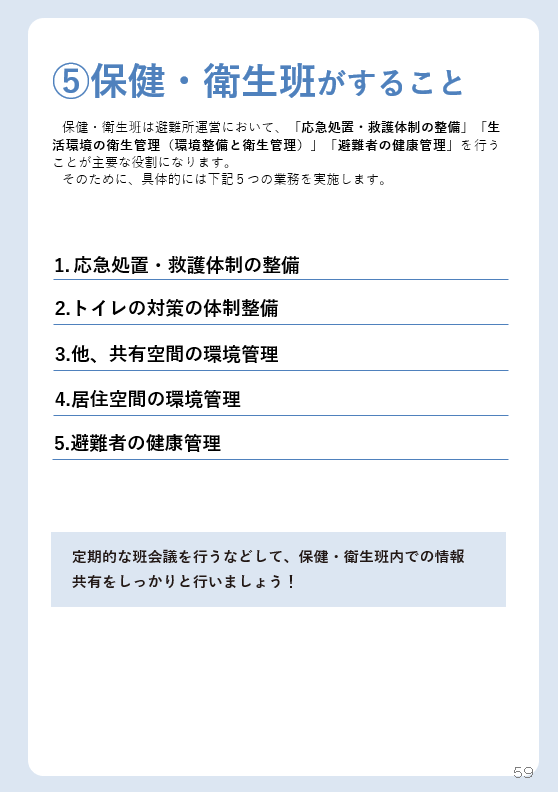 ⑤保健・衛生班がすること
保健・衛生班は避難所運営において、「応急処置・救護体制の整備」「生
活環境の衛生管理（環境整備と衛生管理）」「避難者の健康管理」を行う
ことが主要な役割になります。
そのために、具体的には下記５つの業務を実施します。
1. 応急処置・救護体制の整備
2.トイレの対策の体制整備
3.他、共有空間の環境管理
4.居住空間の環境管理
5.避難者の健康管理
定期的な班会議を行うなどして、保健・衛生班内での情報
共有をしっかりと行いましょう！
59